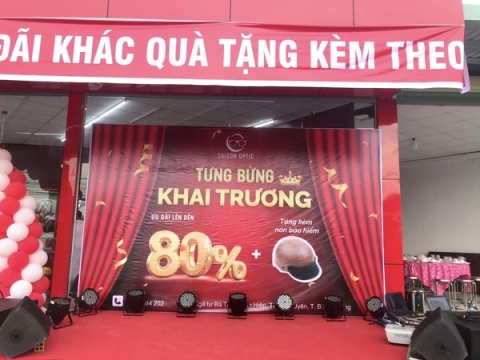 ĐÃI KHÁC QUÀ TẶNG KÈM THEO
SAIGON OPTIC
TƯNG BỪNG
KHAI TRƯƠNG
ƯU ĐÃI LÊN ĐẾN
80%
+
Tặng kèm
nón bảo hiểm